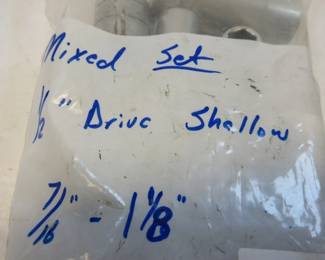 Mixed Set
1/2" Drive Shallow
7/16" - 1 1/8"